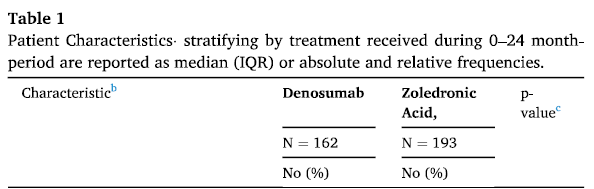 Table 1
Patient Characteristics· stratifying by treatment received during 0–24 month-
period are reported as median (IQR) or absolute and relative frequencies.
Characteristicᵇ Denosumab Zoledronic p-
Acid, valueᶜ
N = 162 N = 193
No (%) No (%)